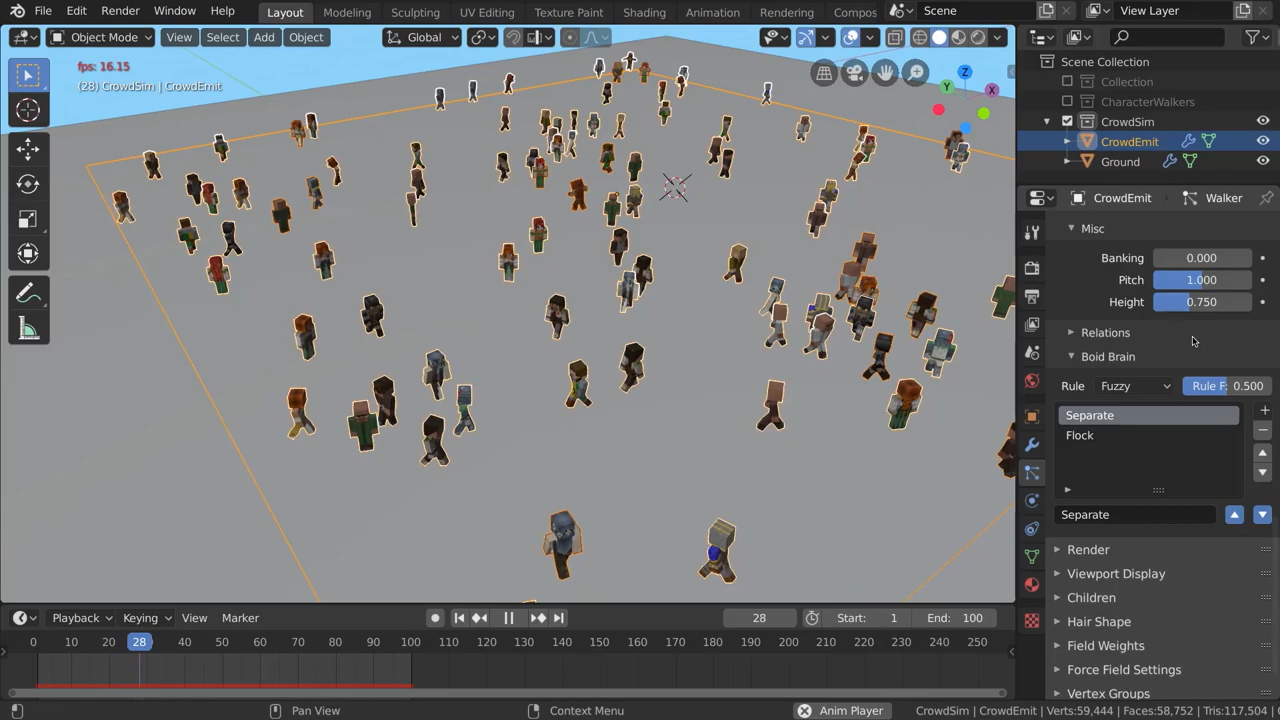 File Edit Render Window Help Layout Modeling Sculpting UV Editing Texture Paint Shading Animation Rendering Compos Scene View Layer
Object Mode View Select Add Object Global
fps: 16.15
(28) CrowdSim | CrowdEmit
Z
Y
X
Scene Collection
Collection
CharacterWalkers
CrowdSim
CrowdEmit
Ground
CrowdEmit Walker
Misc
Banking 0.000
Pitch 1.000
Height 0.750
Relations
Boid Brain
Rule Fuzzy Rule F: 0.500
Separate
Flock
Separate
Render
Viewport Display
Children
Hair Shape
Field Weights
Force Field Settings
Vertex Groups
Playback Keying View Marker 28 Start: 1 End: 100
0 10 20 28 40 50 60 70 80 90 100 110 120 130 140 150 160 170 180 190 200 210 220 230 240 250
Pan View Context Menu Anim Player CrowdSim | CrowdEmit | Verts:59,444 | Faces:58,752 | Tris:117,504 |